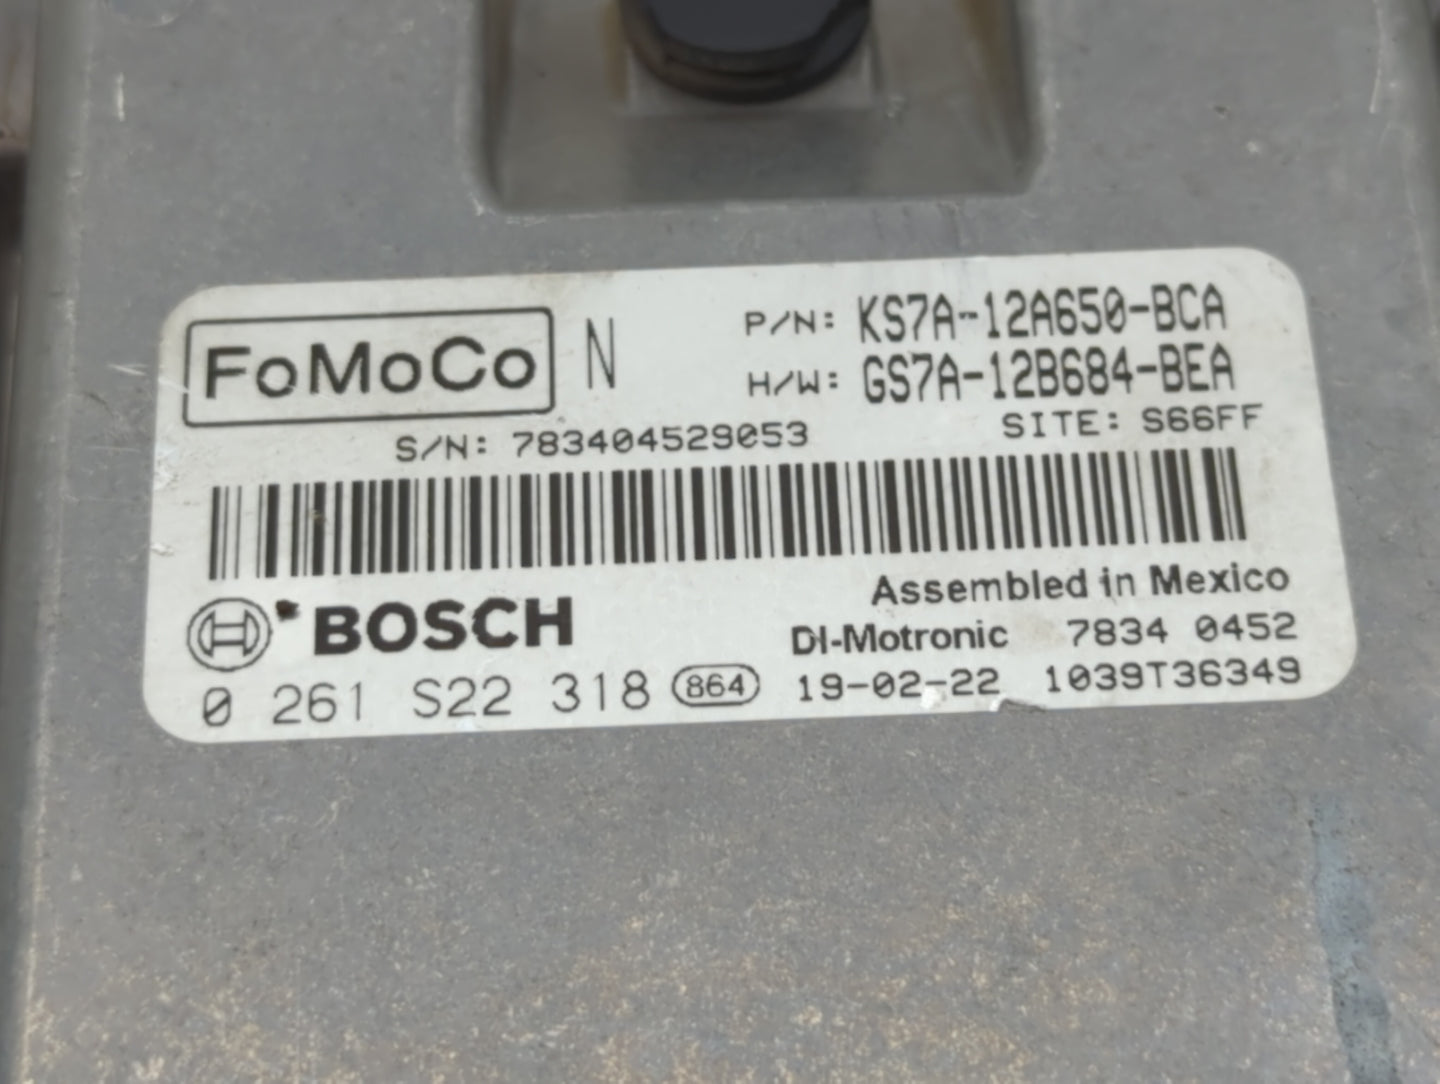 FoMoCo N P/N: KS7A-12A650-BCA
H/W: GS7A-12B684-BEA
S/N: 783404529053 SITE: S66FF
Assembled in Mexico
BOSCH DI-Motronic 7834 0452
0 261 S22 318 864 19-02-22 1039T36349